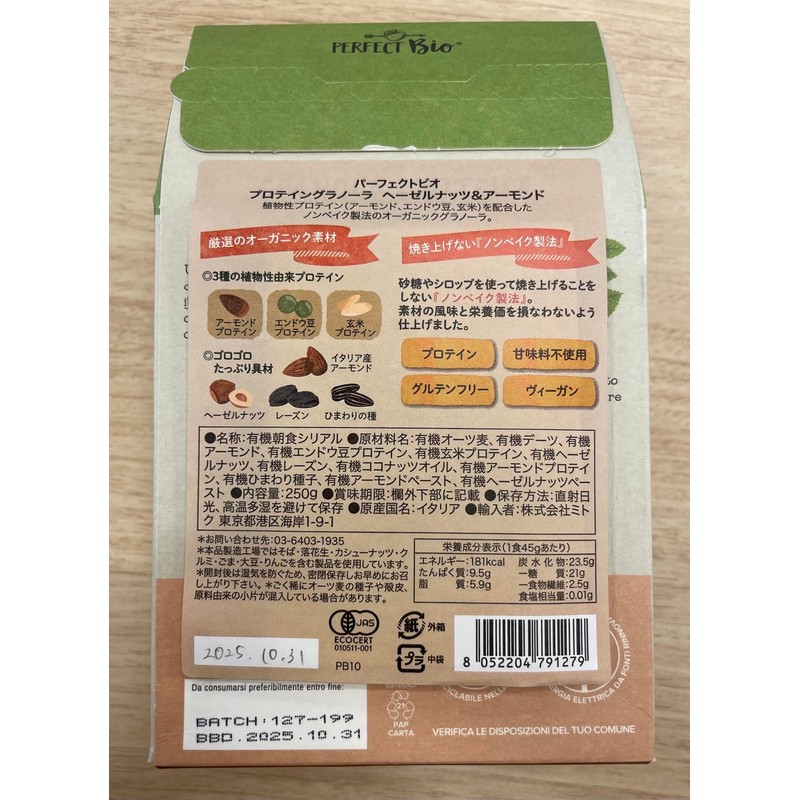 PERFECT Bio
パーフェクトビオ
プロテイングラノーラ ヘーゼルナッツ&アーモンド
植物性プロテイン(アーモンド、エンドウ豆、玄米)を配合した
ノンベイク製法のオーガニックグラノーラ。
厳選のオーガニック素材
◎3種の植物性由来プロテイン
アーモンド
プロテイン
エンドウ豆
プロテイン
玄米
プロテイン
◎ゴロゴロ
たっぷり具材
イタリア産
アーモンド
ヘーゼルナッツ
レーズン
ひまわりの種
焼き上げない『ノンベイク製法』
砂糖やシロップを使って焼き上げることを
しない『ノンベイク製法』。
素材の風味と栄養価を損なわないよう
仕上げました。
プロテイン
甘味料不使用
グルテンフリー
ヴィーガン
●名称:有機朝食シリアル ●原材料名:有機オーツ麦、有機デーツ、有機
アーモンド、有機エンドウ豆プロテイン、有機玄米プロテイン、有機ヘーゼ
ルナッツ、有機レーズン、有機ココナッツオイル、有機アーモンドプロテイ
ン、有機ひまわり種子、有機アーモンドペースト、有機ヘーゼルナッツペー
スト ●内容量:250g ●賞味期限:欄外下部に記載 ●保存方法:直射日
光、高温多湿を避けて保存 ●原産国名:イタリア ●輸入者:株式会社ミト
ク 東京都港区海岸1-9-1
*お問い合わせ先:03-6403-1935
*本品製造工場ではそば・落花生・カシューナッツ・ク
ルミ・ごま・大豆・りんごを含む製品を使用しています。
*開封後は湿気を防ぐため、密閉保存しお早めにお召
し上がり下さい。*ごく稀にオーツ麦の種子や殻皮、
原料由来の小片が混入している場合があります。
栄養成分表示(1食45gあたり)
エネルギー:181kcal
たんぱく質:9.5g
脂 質:5.9g
炭水化物:23.5g
ー糖 質:21g
ー食物繊維:2.5g
食塩相当量:0.01g
JAS
ECOCERT
010511-001
紙 外箱
プラ 中袋
8 052204 791279
2025.10.31
PB10
Da consumarsi preferibilmente entro fine:
BATCH:127-199
BBD.2025.10.31
21
PAP
CARTA
VERIFICA LE DISPOSIZIONI DEL TUO COMUNE